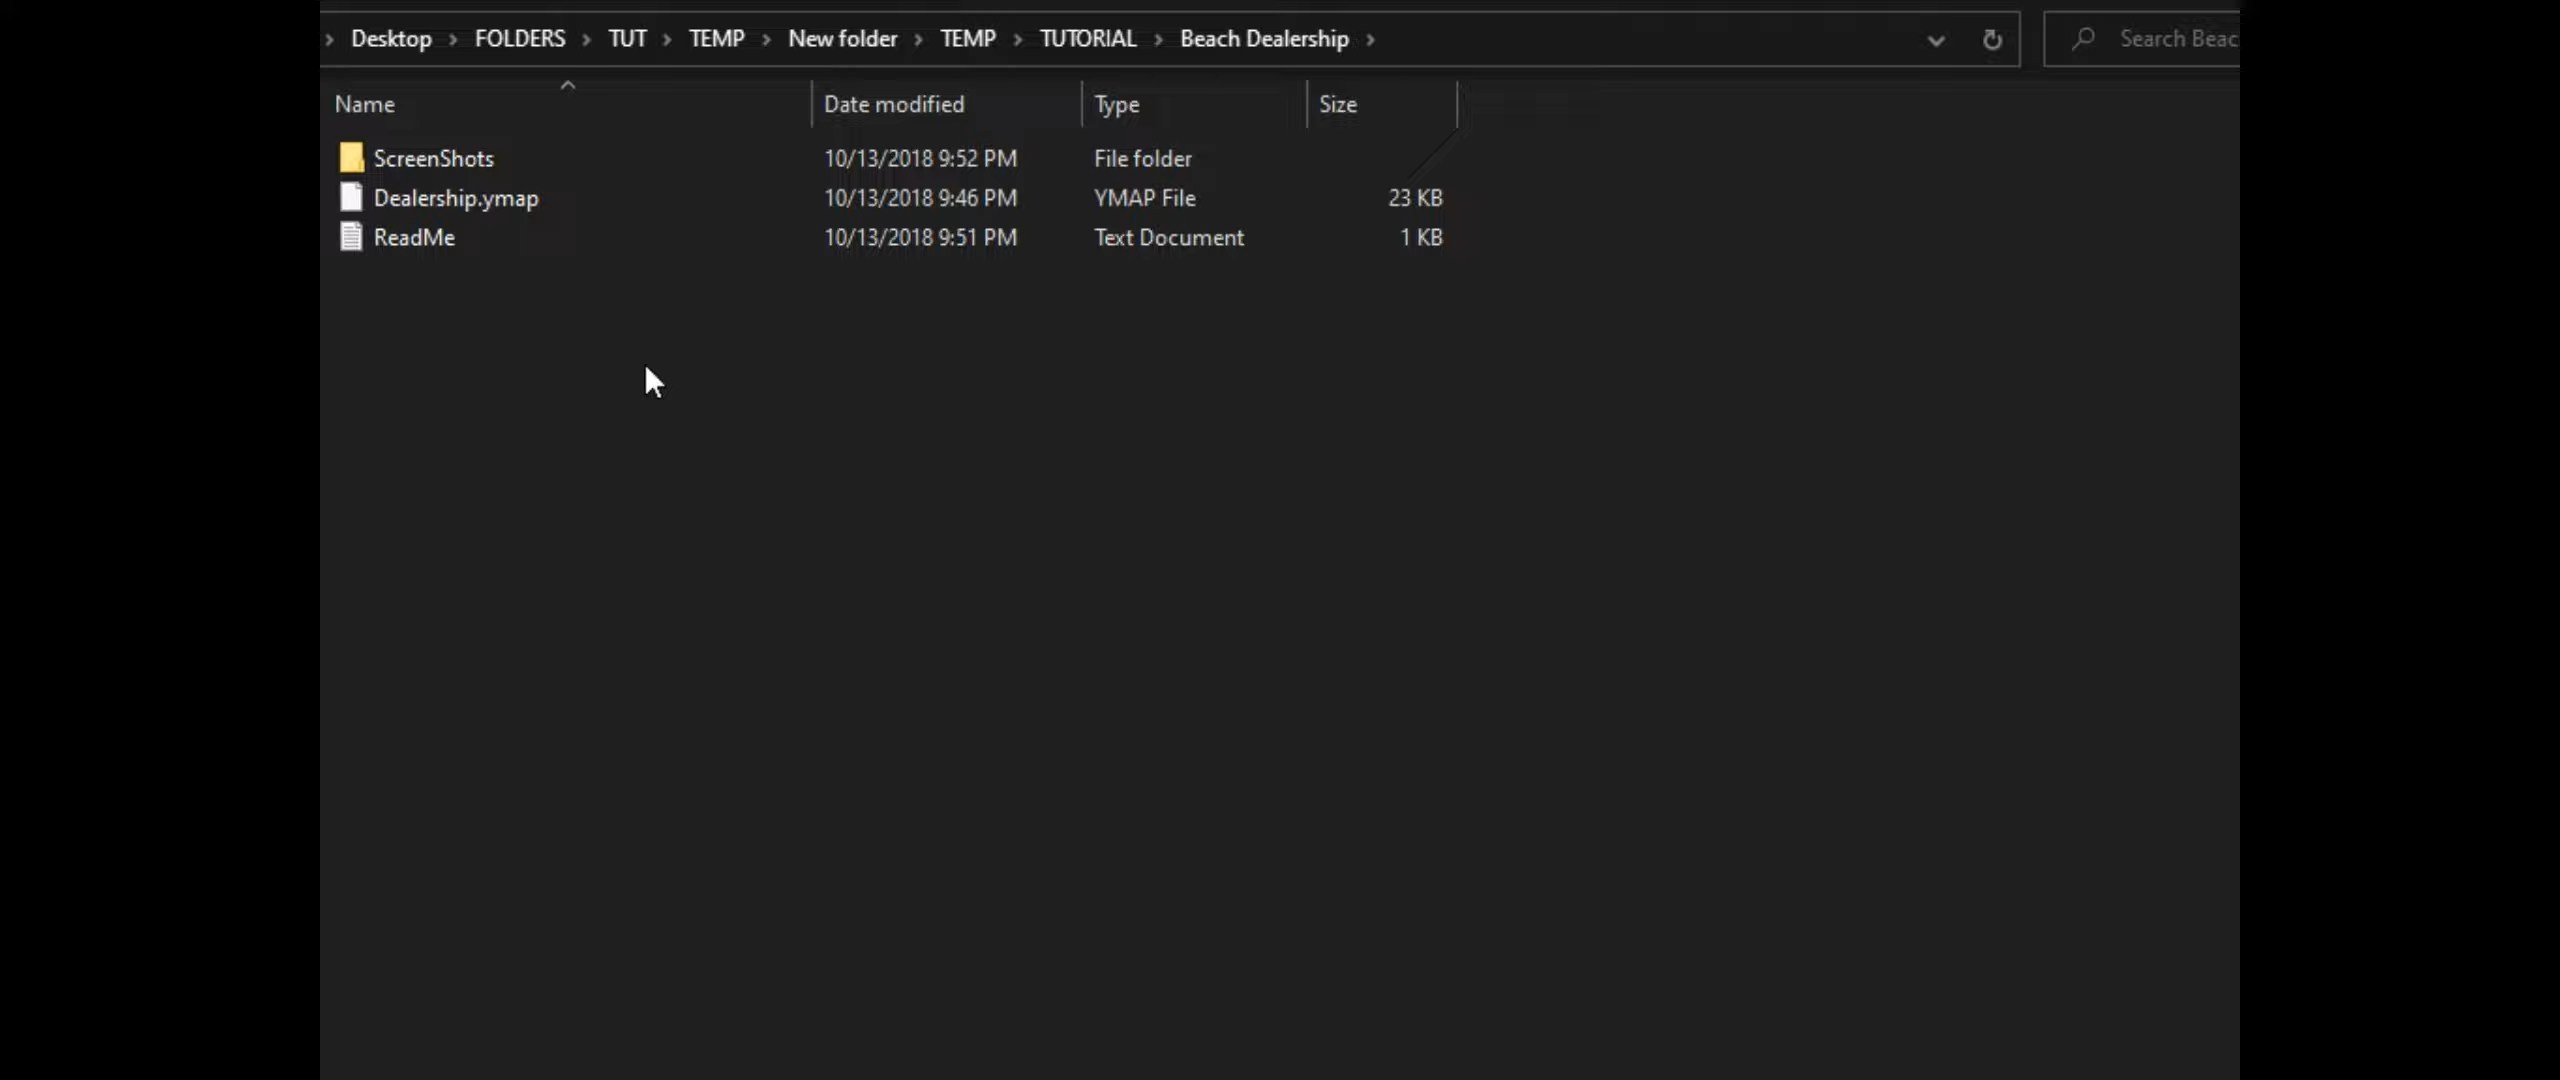 Desktop FOLDERS TUT TEMP New folder TEMP TUTORIAL Beach Dealership Search Beac
Name Date modified Type Size
ScreenShots 10/13/2018 9:52 PM File folder
Dealership.ymap 10/13/2018 9:46 PM YMAP File 23 KB
ReadMe 10/13/2018 9:51 PM Text Document 1 KB